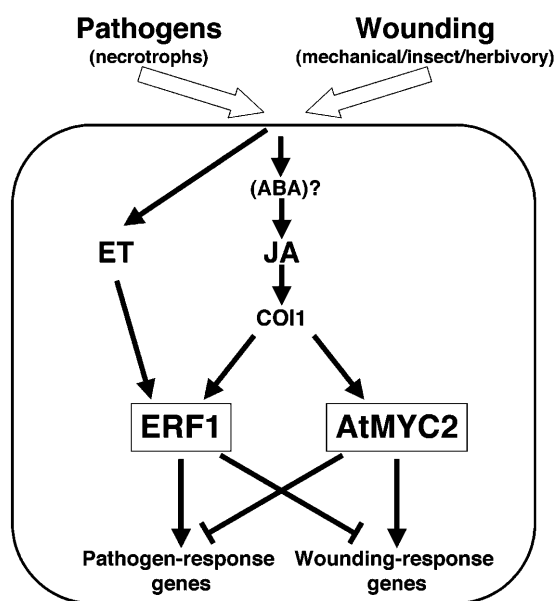 Pathogens
(necrotrophs)
Wounding
(mechanical/insect/herbivory)
(ABA)?
ET
JA
COI1
ERF1
AtMYC2
Pathogen-response
genes
Wounding-response
genes